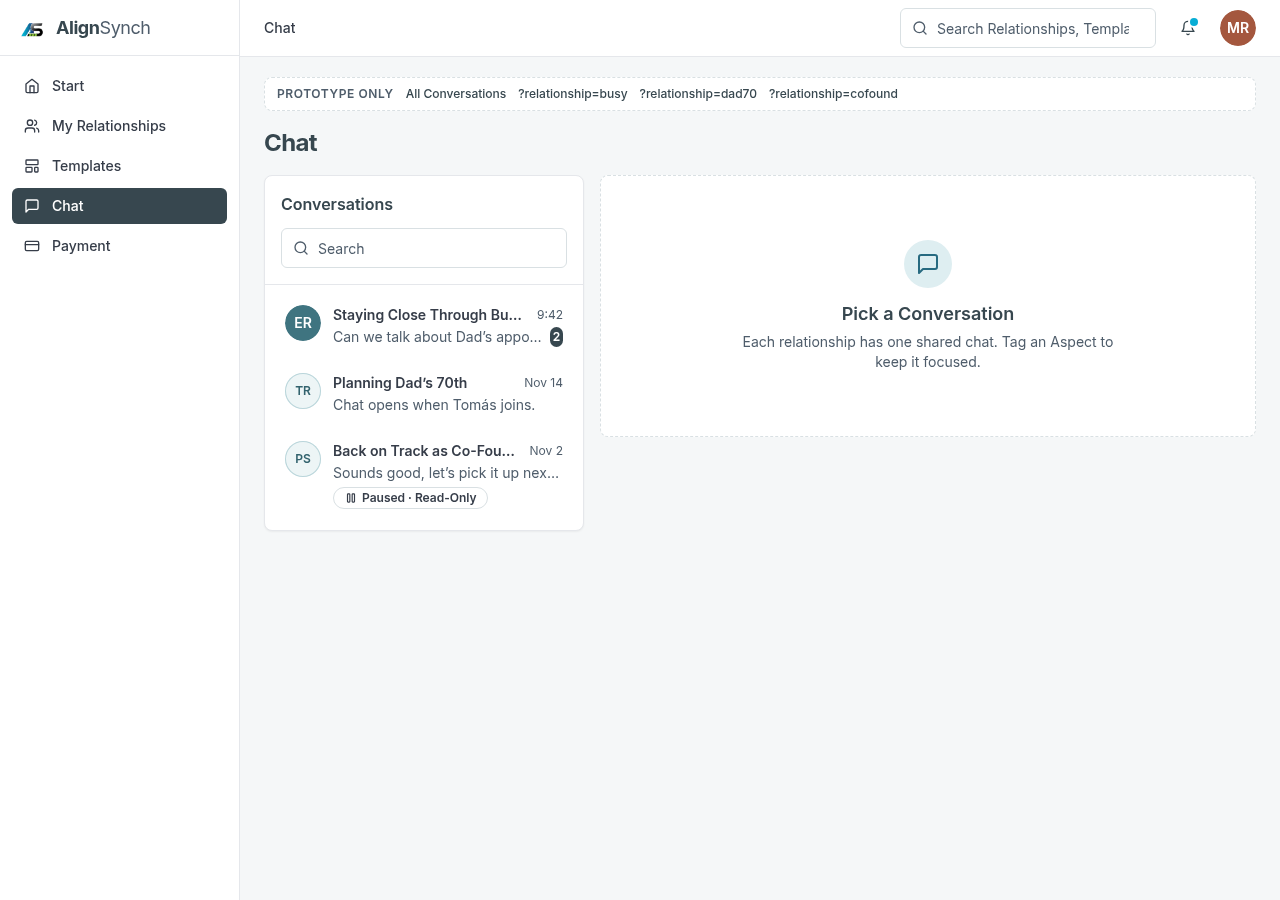 AlignSynch
Chat
Search Relationships, Templa
MR
Start
My Relationships
Templates
Chat
Payment
PROTOTYPE ONLY All Conversations ?relationship=busy ?relationship=dad70 ?relationship=cofound
Chat
Conversations
Search
ER
Staying Close Through Bu... 9:42
Can we talk about Dad’s appo... 2
TR
Planning Dad’s 70th Nov 14
Chat opens when Tomás joins.
PS
Back on Track as Co-Fou... Nov 2
Sounds good, let’s pick it up nex...
Paused · Read-Only
Pick a Conversation
Each relationship has one shared chat. Tag an Aspect to
keep it focused.